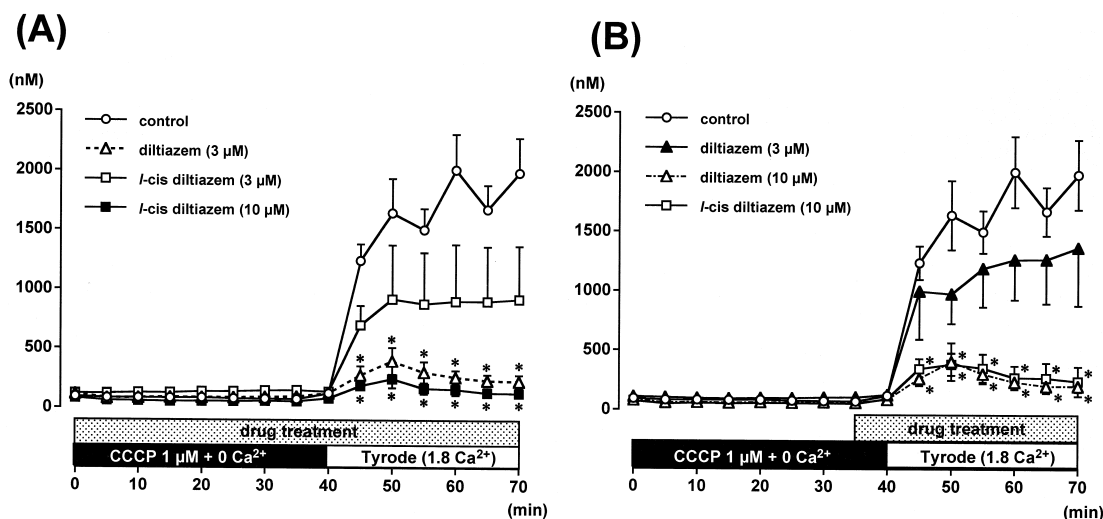 (A)
(nM)
2500
2000
1500
1000
500
0
control
diltiazem (3 µM)
l-cis diltiazem (3 µM)
l-cis diltiazem (10 µM)
* * * * * *
* * * * * *
drug treatment
CCCP 1 µM + 0 Ca²⁺ Tyrode (1.8 Ca²⁺)
0 10 20 30 40 50 60 70
(min)
(B)
(nM)
2500
2000
1500
1000
500
0
control
diltiazem (3 µM)
diltiazem (10 µM)
l-cis diltiazem (10 µM)
* * * * * *
* * * * * *
drug treatment
CCCP 1 µM + 0 Ca²⁺ Tyrode (1.8 Ca²⁺)
0 10 20 30 40 50 60 70
(min)